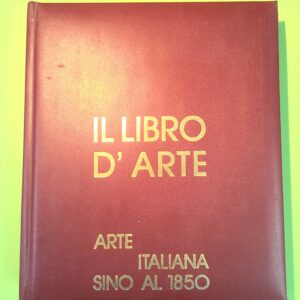 IL LIBRO
D' ARTE
ARTE
ITALIANA
SINO AL 1850